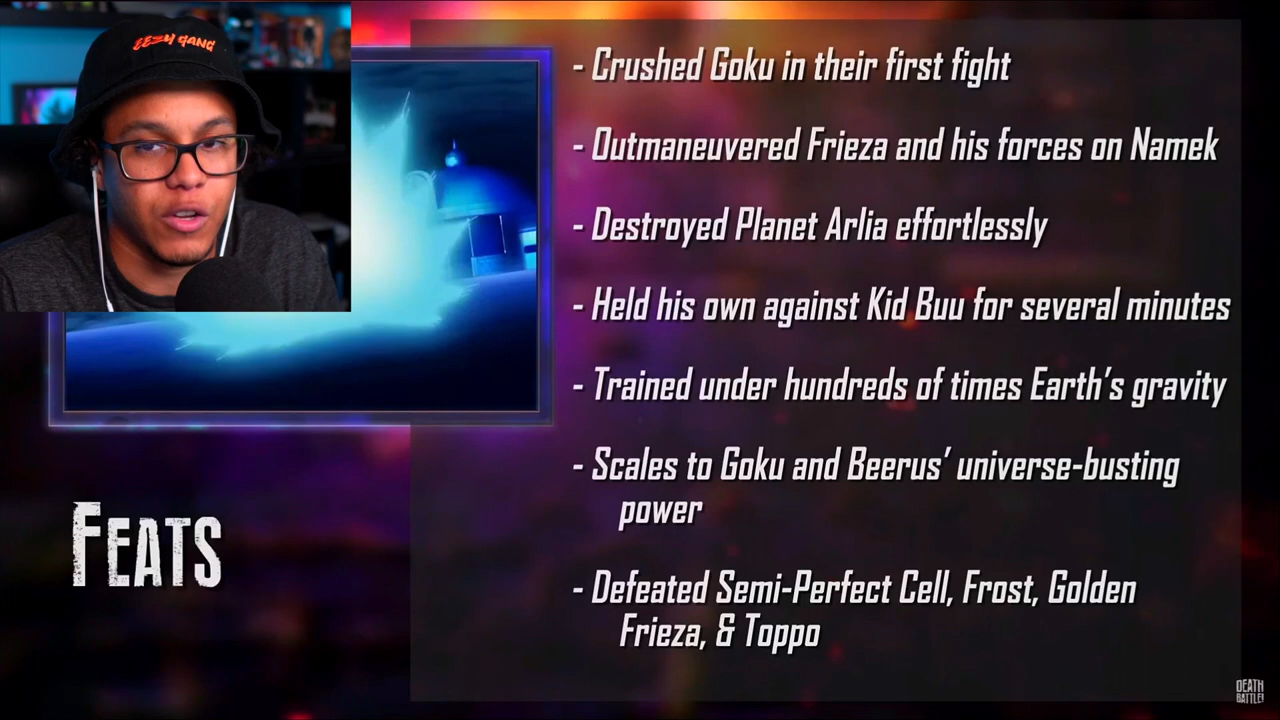 EEZY GANG
- Crushed Goku in their first fight
- Outmaneuvered Frieza and his forces on Namek
- Destroyed Planet Arlia effortlessly
- Held his own against Kid Buu for several minutes
- Trained under hundreds of times Earth's gravity
- Scales to Goku and Beerus' universe-busting
power
- Defeated Semi-Perfect Cell, Frost, Golden
Frieza, & Toppo
FEATS
DEATH
BATTLE!